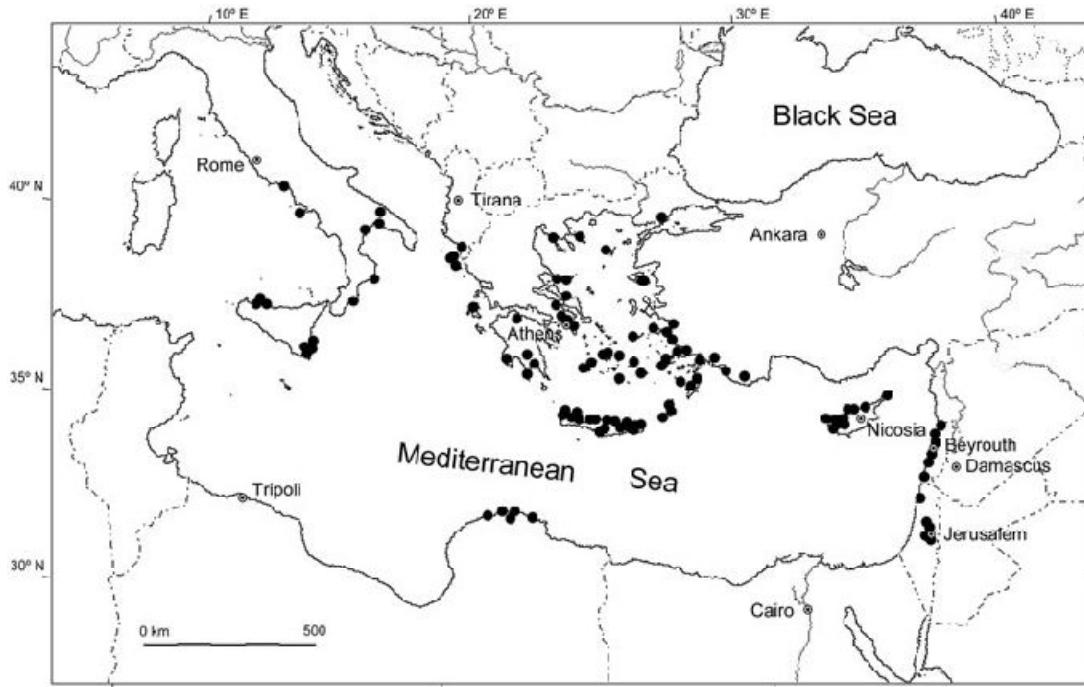 10° E
20° E
30° E
40° E
Black Sea
Rome
40° N
Tirana
Ankara
Athens
35° N
Nicosia
Beyrouth
Mediterranean Sea
Damascus
Tripoli
Jerusalem
30° N
Cairo
0 km 500